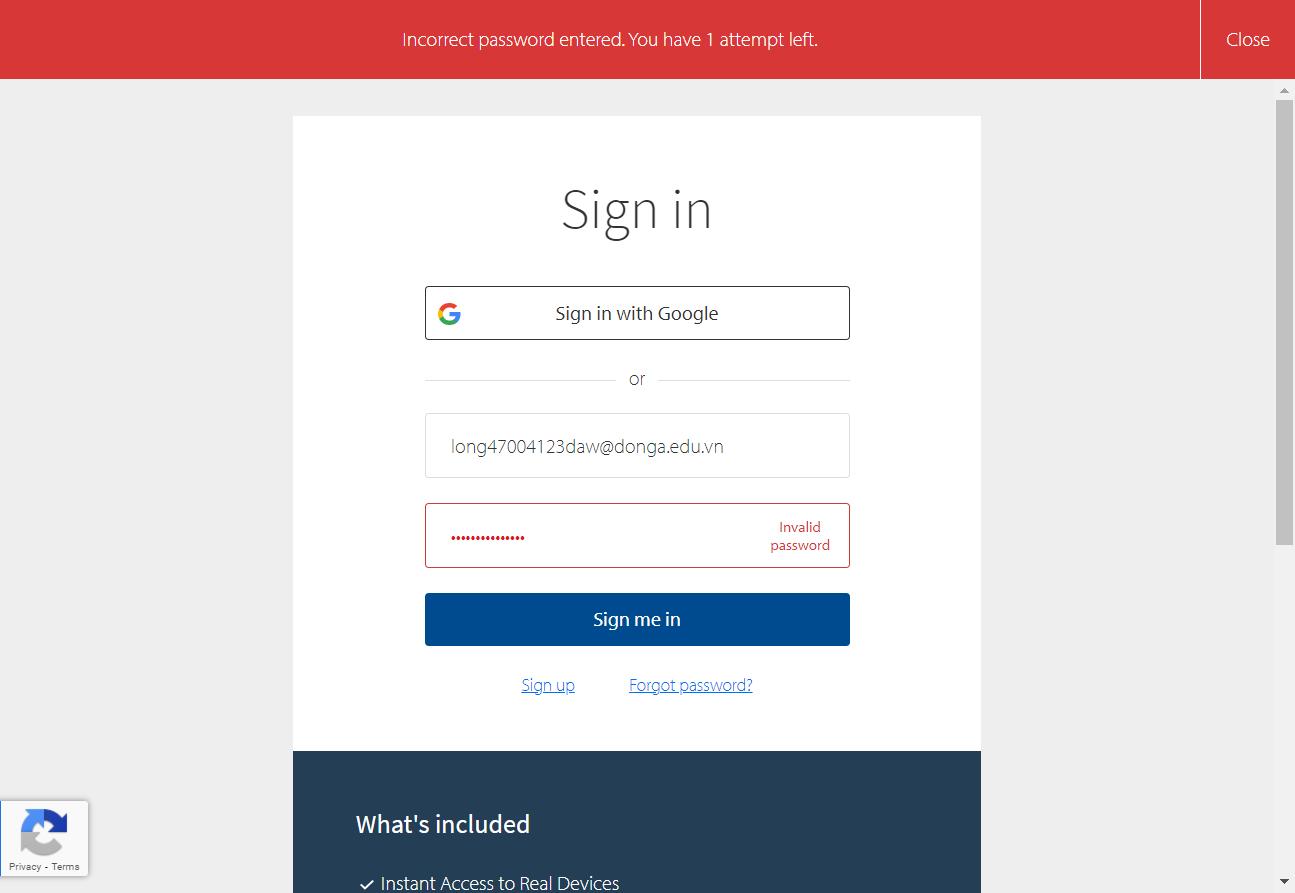 Incorrect password entered. You have 1 attempt left.
Close
Sign in
Sign in with Google
or
long47004123daw@donga.edu.vn
Invalid
password
Sign me in
Sign up Forgot password?
What's included
Instant Access to Real Devices
Privacy - Terms